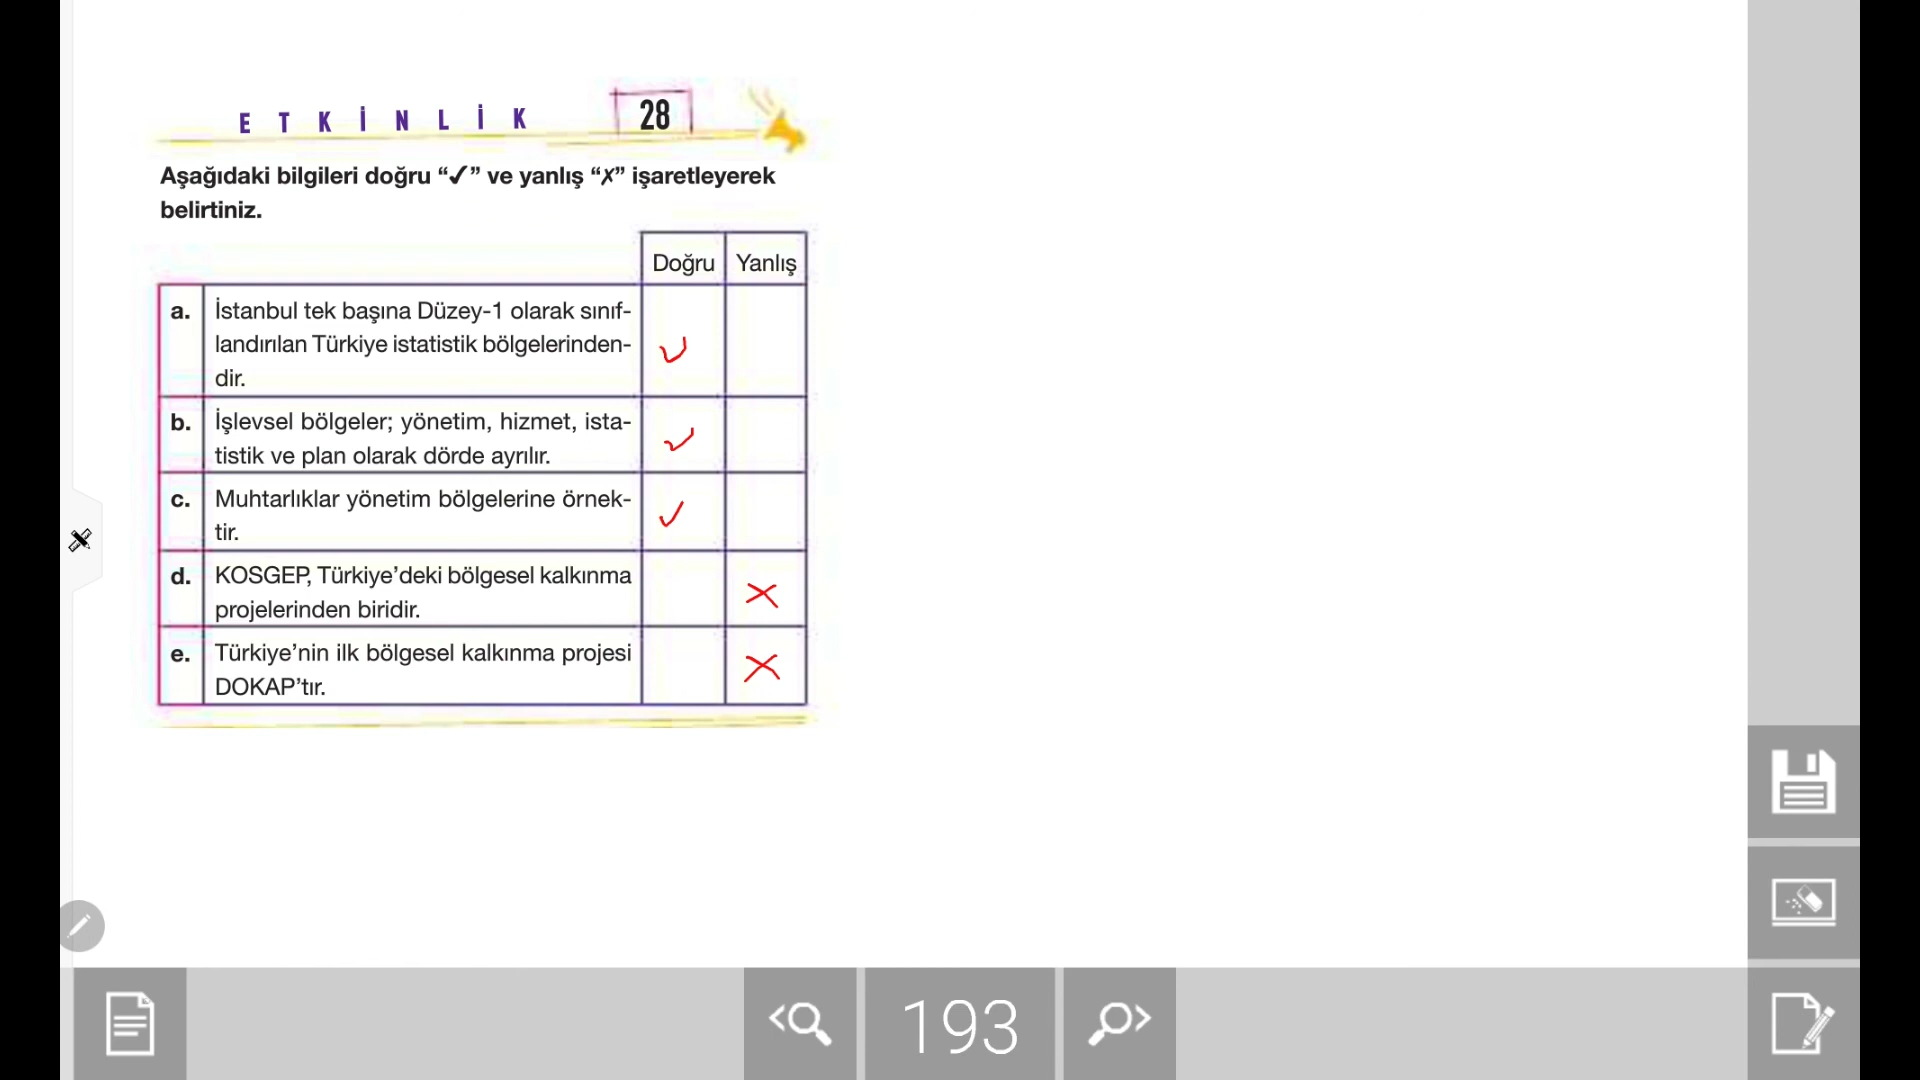 ETKİNLİK 28
Aşağıdaki bilgileri doğru “✓” ve yanlış “✗” işaretleyerek
belirtiniz.
Doğru Yanlış
a. İstanbul tek başına Düzey-1 olarak sınıf-
landırılan Türkiye istatistik bölgelerinden-
dir. ✓
b. İşlevsel bölgeler; yönetim, hizmet, ista-
tistik ve plan olarak dörde ayrılır. ✓
c. Muhtarlıklar yönetim bölgelerine örnek-
tir. ✓
d. KOSGEP, Türkiye’deki bölgesel kalkınma
projelerinden biridir. ✗
e. Türkiye’nin ilk bölgesel kalkınma projesi
DOKAP’tır. ✗
193